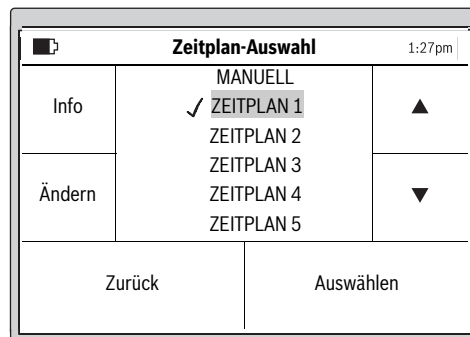 Zeitplan-Auswahl 1:27pm
MANUELL
Info
✓ ZEITPLAN 1
ZEITPLAN 2
ZEITPLAN 3
Ändern
ZEITPLAN 4
ZEITPLAN 5
Zurück
Auswählen